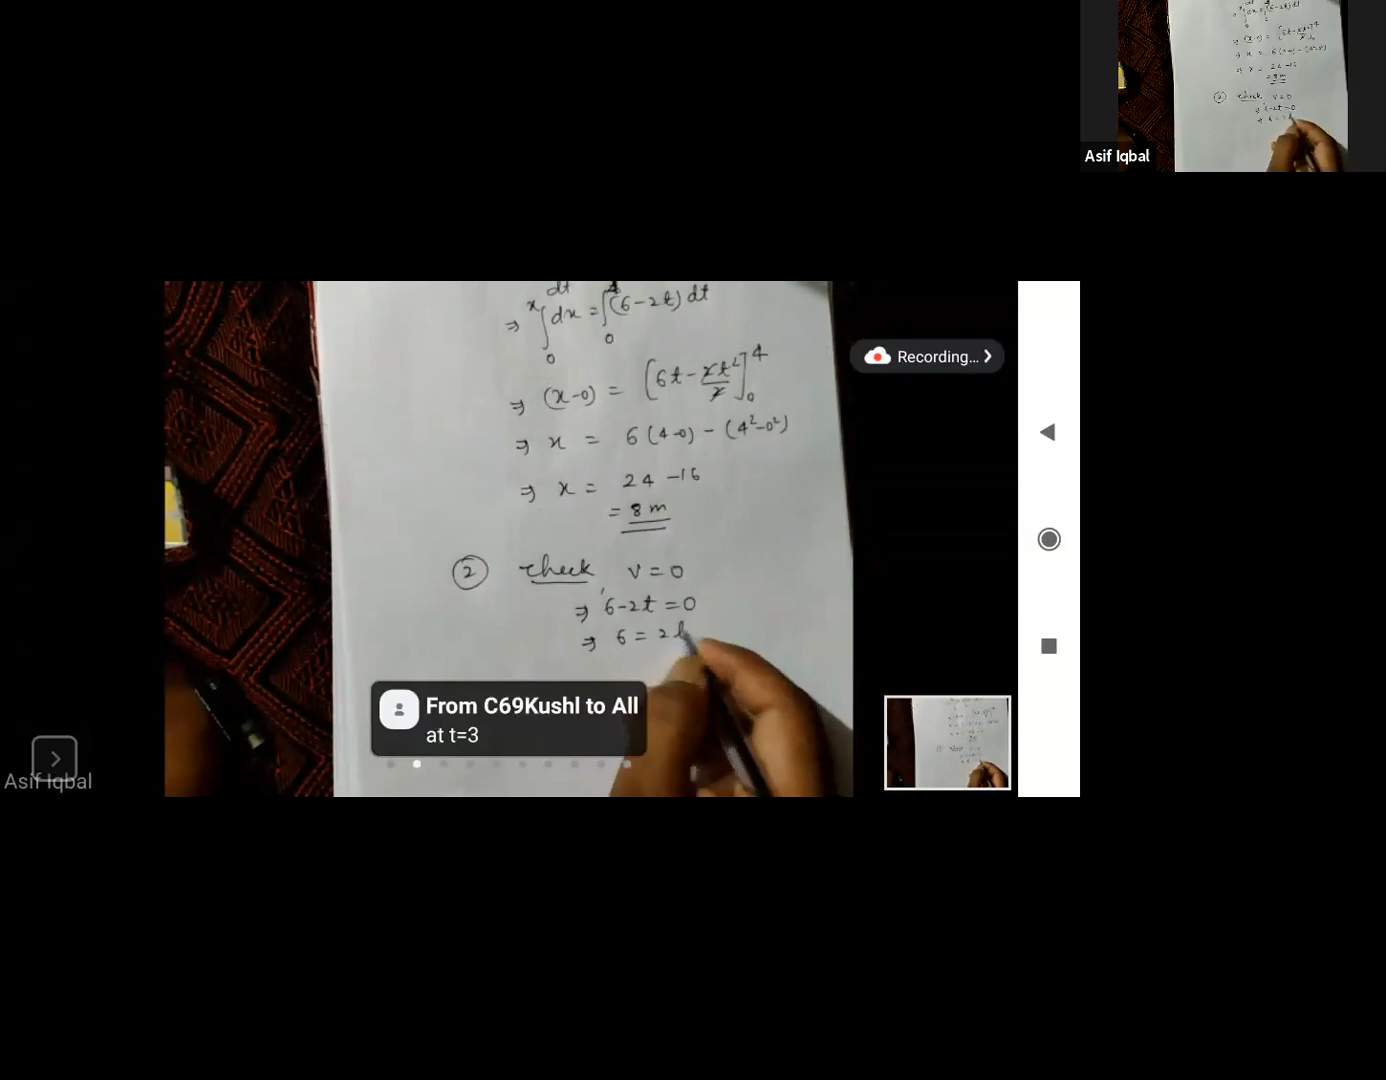 dt
⇒ ∫₀ˣ dx = ∫₀⁴ (6-2t) dt
⇒ (x-0) = [6t - 2t²/2]₀⁴
⇒ x = 6(4-0) - (4²-0²)
⇒ x = 24 -16
= 8 m
② Check v = 0
⇒ 6-2t = 0
⇒ 6 = 2t
Recording...
From C69Kushl to All
at t=3
Asif Iqbal
Asif Iqbal